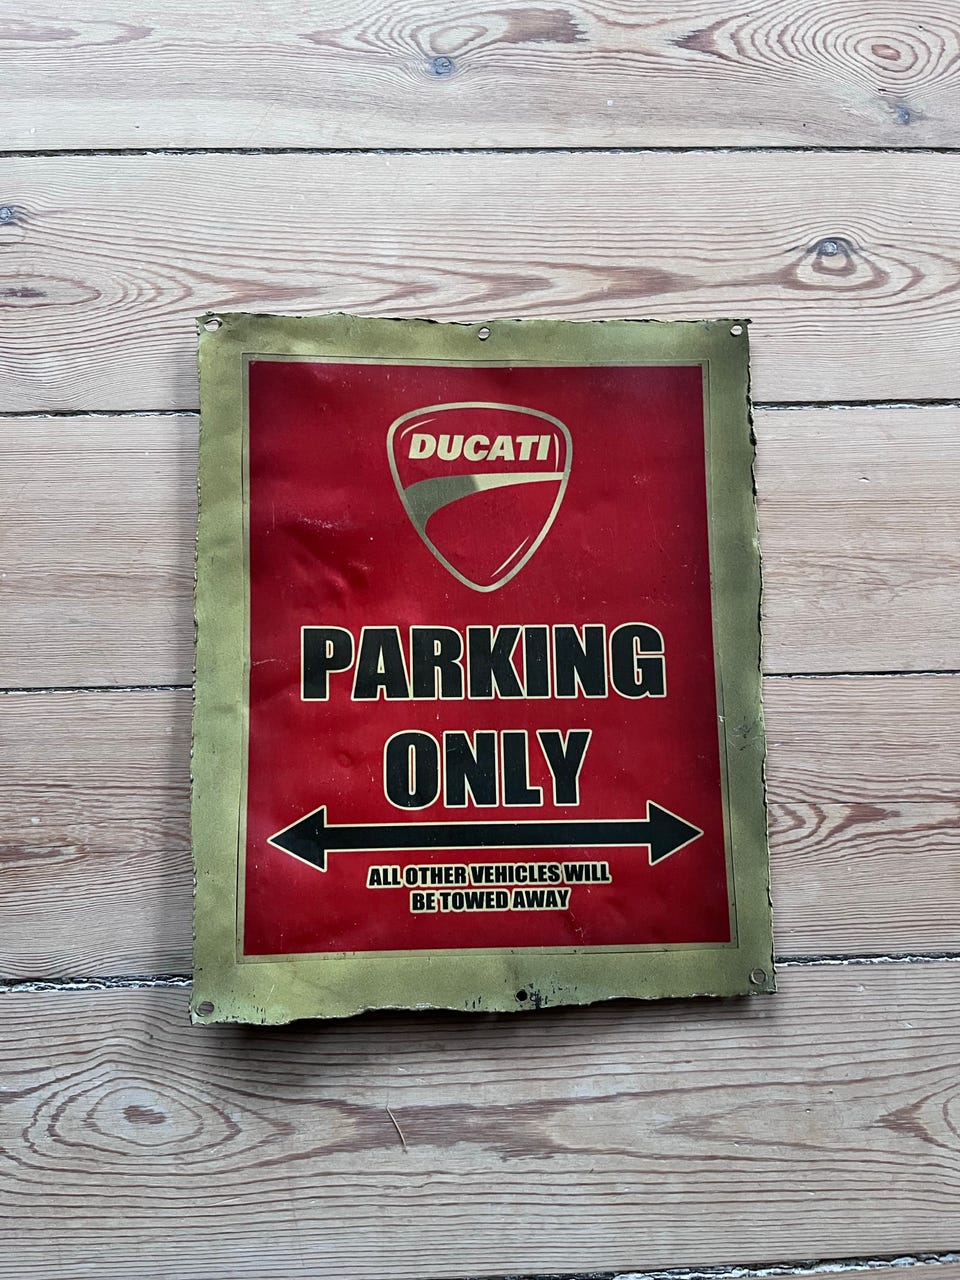 DUCATI
PARKING
ONLY
ALL OTHER VEHICLES WILL
BE TOWED AWAY